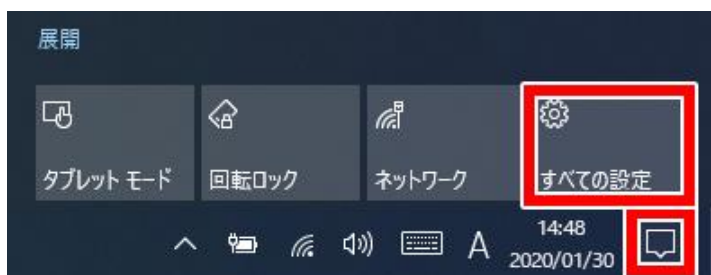 展開
タブレット モード
回転ロック
ネットワーク
すべての設定
A
14:48
2020/01/30